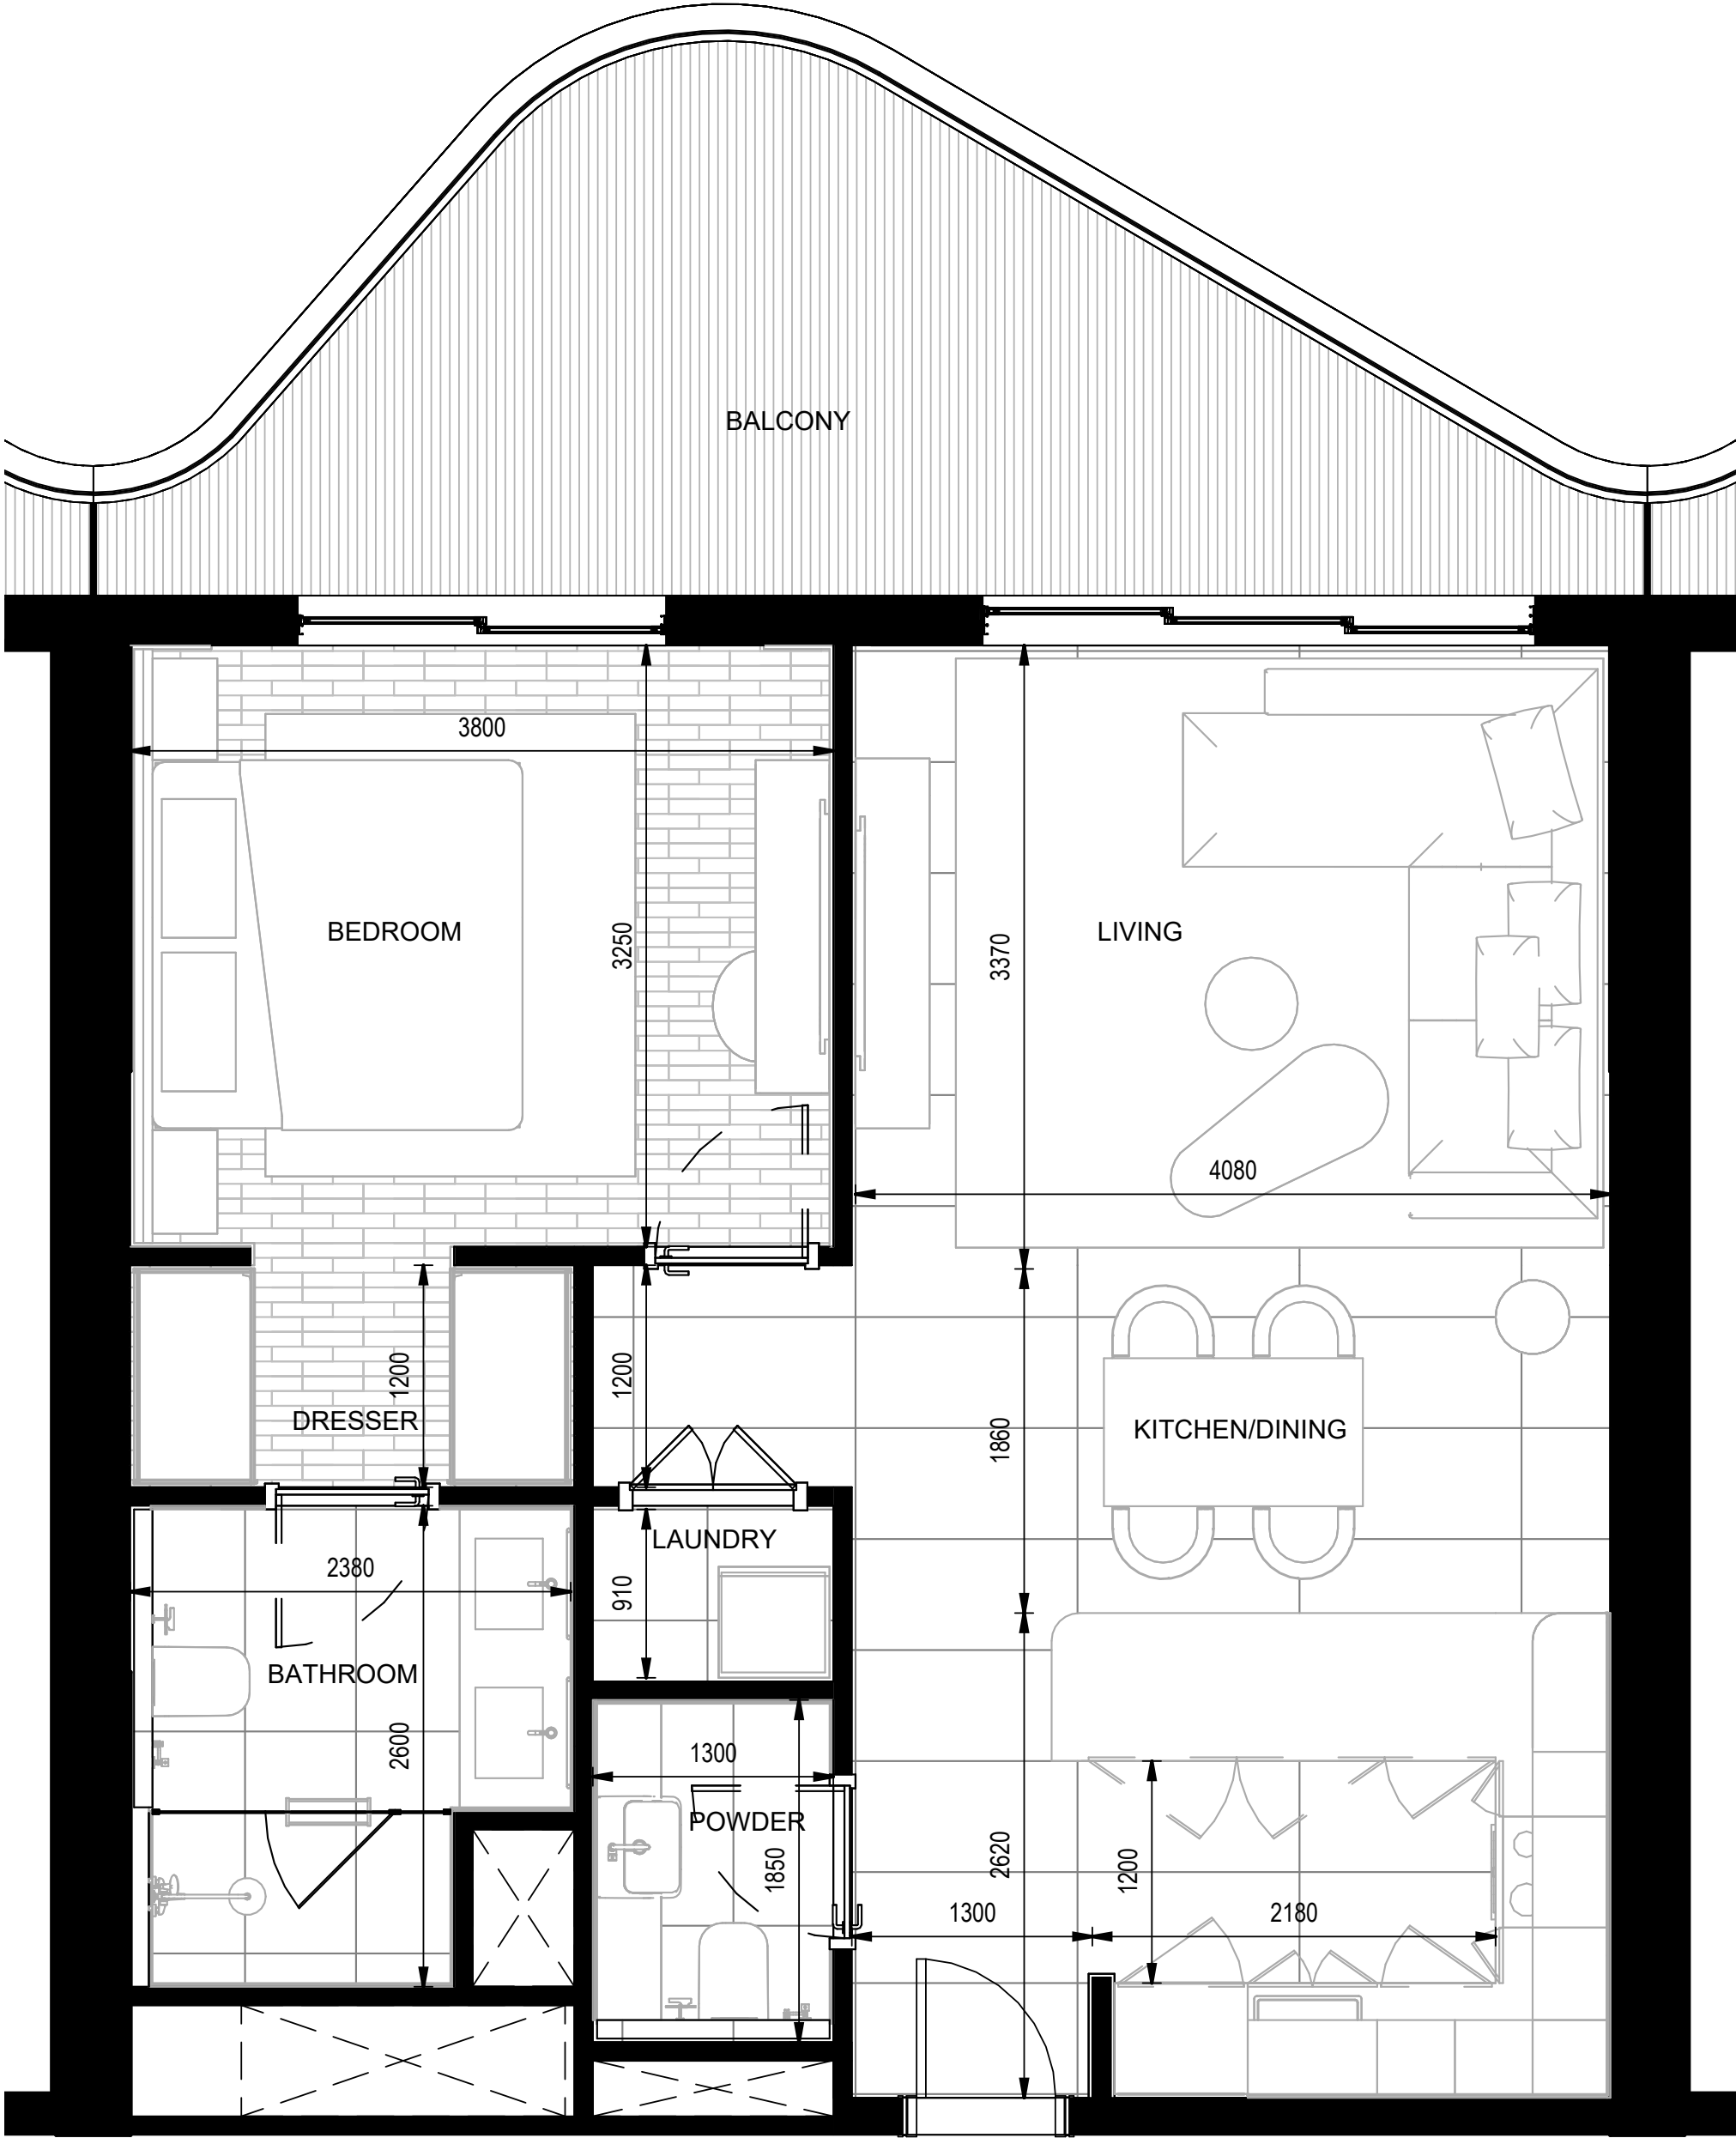 BALCONY
3800
BEDROOM
3250
LIVING
3370
4080
1200
DRESSER
1200
1860
KITCHEN/DINING
LAUNDRY
2380
910
BATHROOM
2600
1300
POWDER
1850
2620
1200
1300
2180